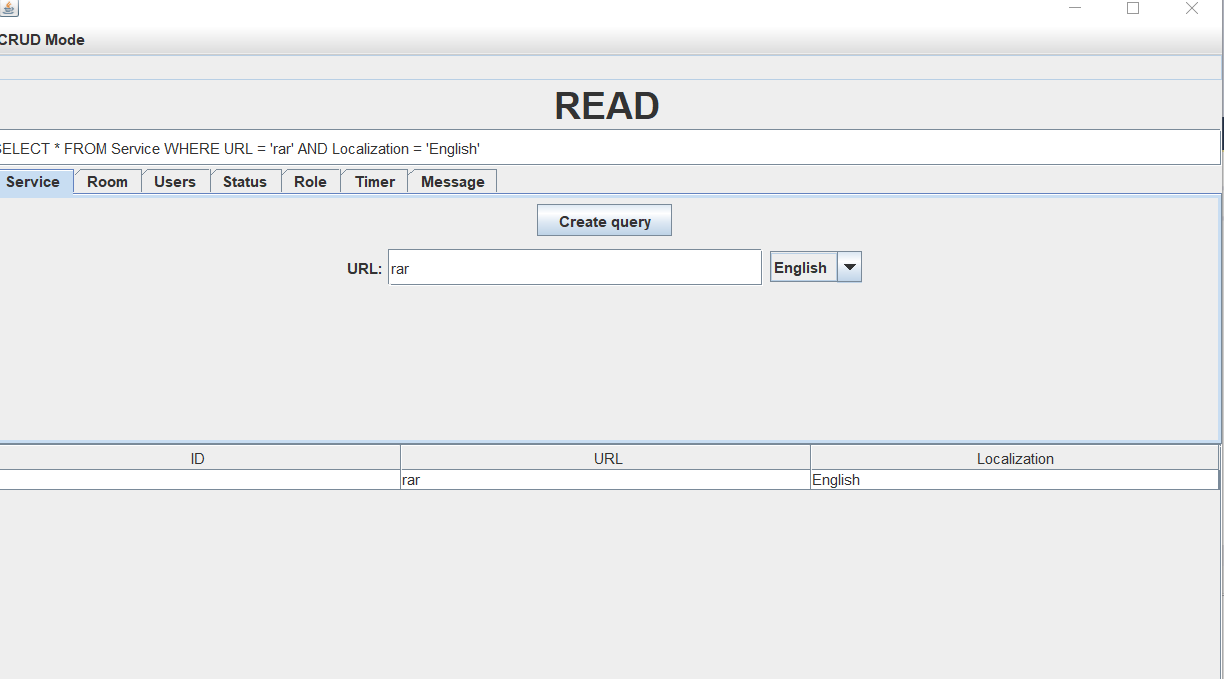 CRUD Mode
READ
SELECT * FROM Service WHERE URL = 'rar' AND Localization = 'English'
Service Room Users Status Role Timer Message
Create query
URL: rar English
ID URL Localization
rar English